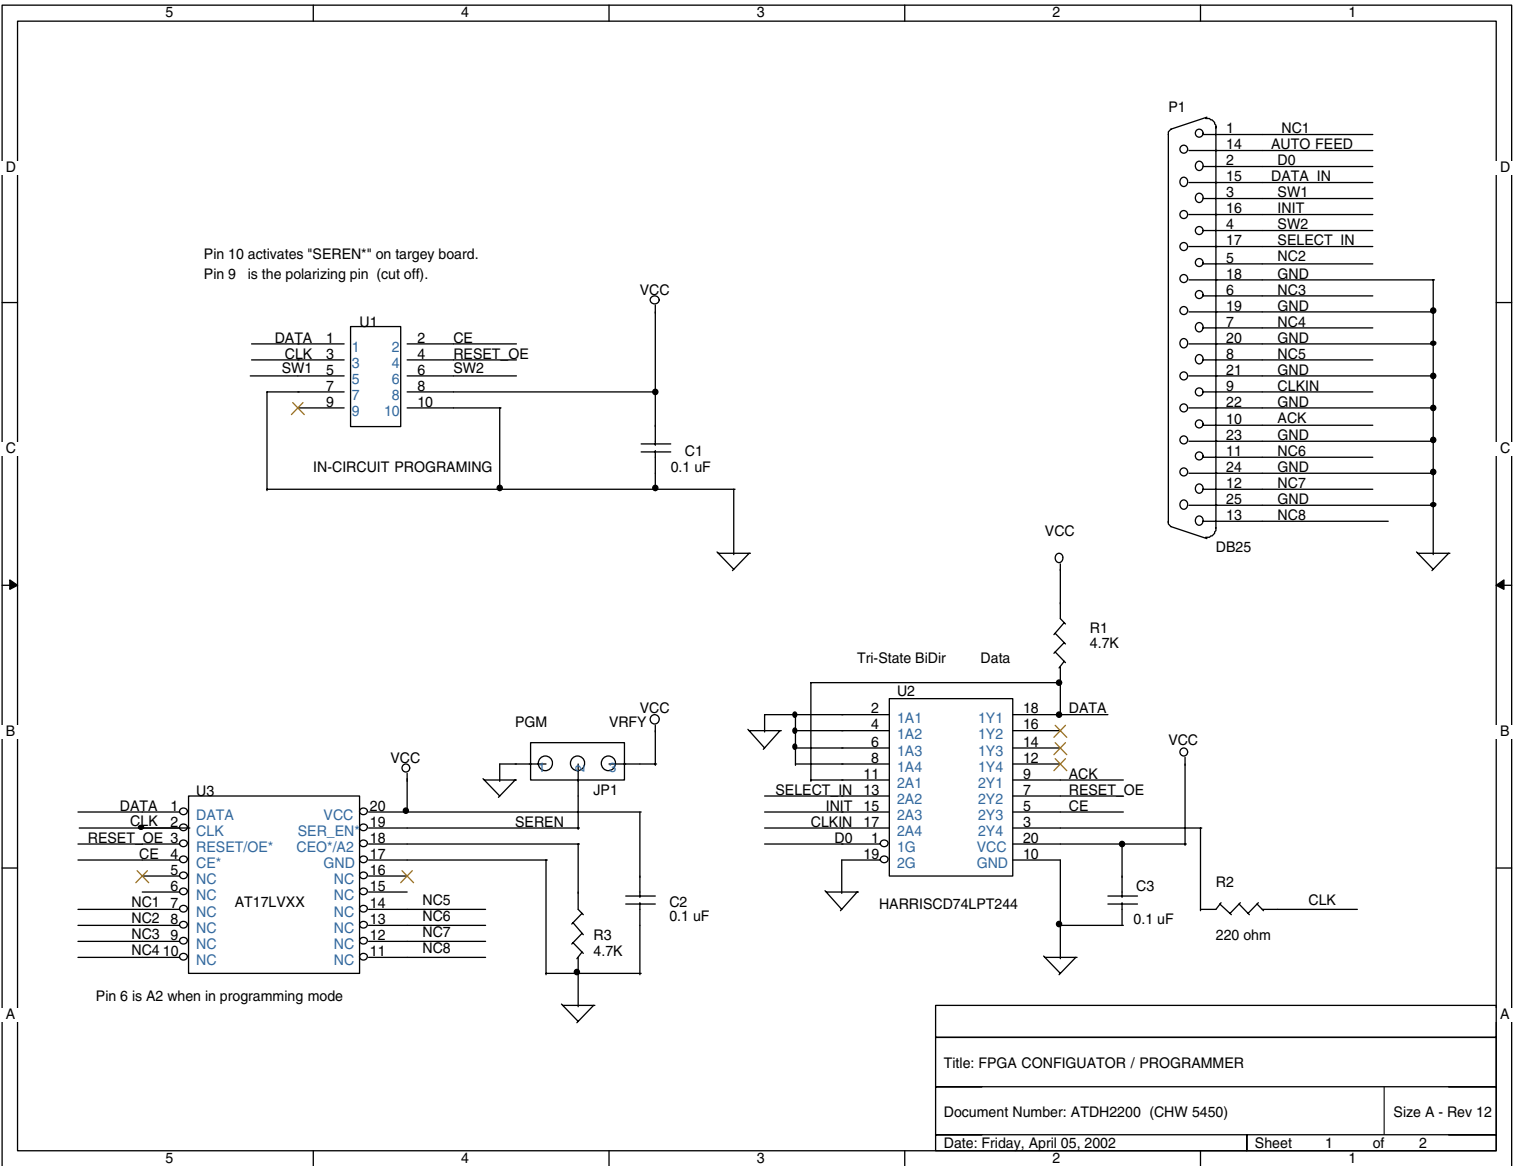 5 4 3 2 1
D D
C C
B B
A A
P1
1 NC1
14 AUTO FEED
2 D0
15 DATA IN
3 SW1
16 INIT
4 SW2
17 SELECT IN
5 NC2
18 GND
6 NC3
19 GND
7 NC4
20 GND
8 NC5
21 GND
9 CLKIN
22 GND
10 ACK
23 GND
11 NC6
24 GND
12 NC7
25 GND
13 NC8
DB25
Pin 10 activates "SEREN*" on targey board.
Pin 9 is the polarizing pin (cut off).
VCC
U1
DATA 1 1 2 2 CE
CLK 3 3 4 4 RESET_OE
SW1 5 5 6 6 SW2
7 7 8 8
9 9 10 10
C1
0.1 uF
IN-CIRCUIT PROGRAMING
VCC
R1
4.7K
Tri-State BiDir Data
U2
2 1A1 1Y1 18 DATA
4 1A2 1Y2 16
6 1A3 1Y3 14
8 1A4 1Y4 12
11 2A1 2Y1 9 ACK
SELECT_IN 13 2A2 2Y2 7 RESET_OE
INIT 15 2A3 2Y3 5 CE
CLKIN 17 2A4 2Y4 3
D0 1 1G VCC 20
19 2G GND 10
VCC
C3
0.1 uF
HARRISCD74LPT244
R2
CLK
220 ohm
PGM VRFY VCC
1 2 3
JP1
SEREN
VCC
U3
DATA 1 DATA VCC 20
CLK 2 CLK SER_EN* 19
RESET_OE 3 RESET/OE* CEO*/A2 18
CE 4 CE* GND 17
5 NC NC 16
6 NC NC 15
NC1 7 NC NC 14 NC5
NC2 8 NC NC 13 NC6
NC3 9 NC NC 12 NC7
NC4 10 NC NC 11 NC8
AT17LVXX
C2
0.1 uF
R3
4.7K
Pin 6 is A2 when in programming mode
Title: FPGA CONFIGUATOR / PROGRAMMER
Document Number: ATDH2200 (CHW 5450) Size A - Rev 12
Date: Friday, April 05, 2002 Sheet 1 of 2
5 4 3 2 1